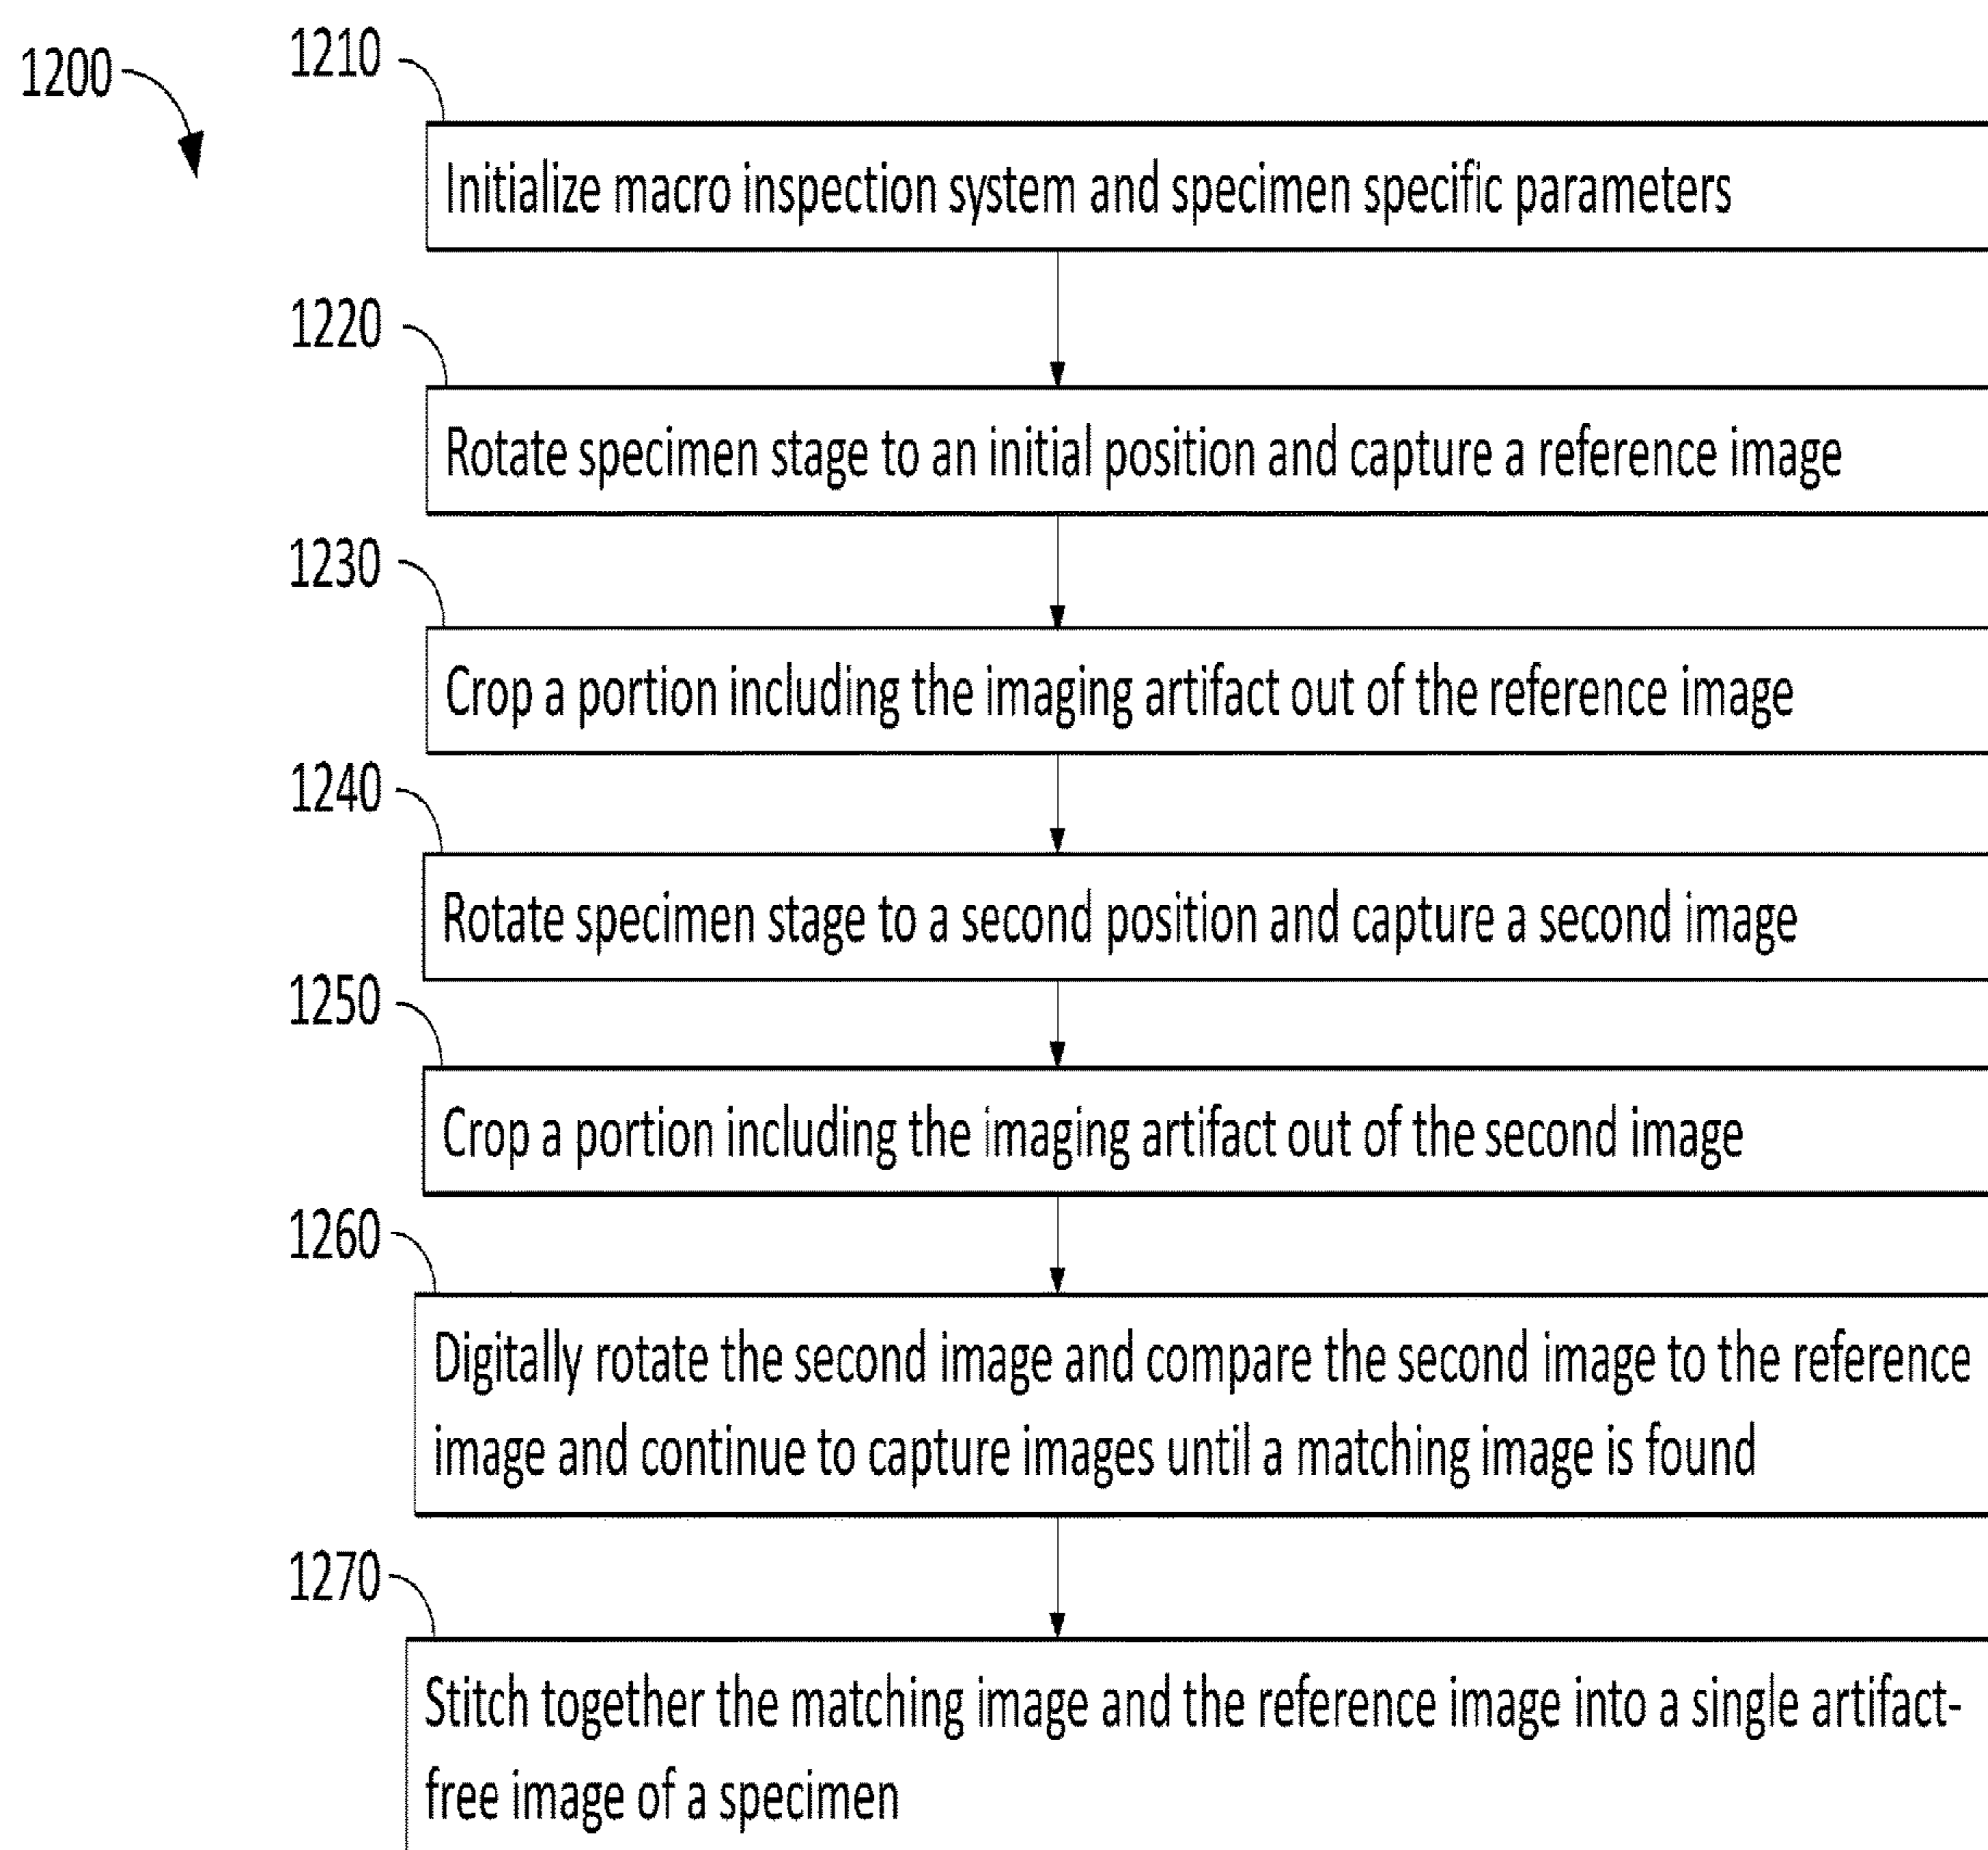 1200
1210
Initialize macro inspection system and specimen specific parameters
1220
Rotate specimen stage to an initial position and capture a reference image
1230
Crop a portion including the imaging artifact out of the reference image
1240
Rotate specimen stage to a second position and capture a second image
1250
Crop a portion including the imaging artifact out of the second image
1260
Digitally rotate the second image and compare the second image to the reference
image and continue to capture images until a matching image is found
1270
Stitch together the matching image and the reference image into a single artifact-
free image of a specimen